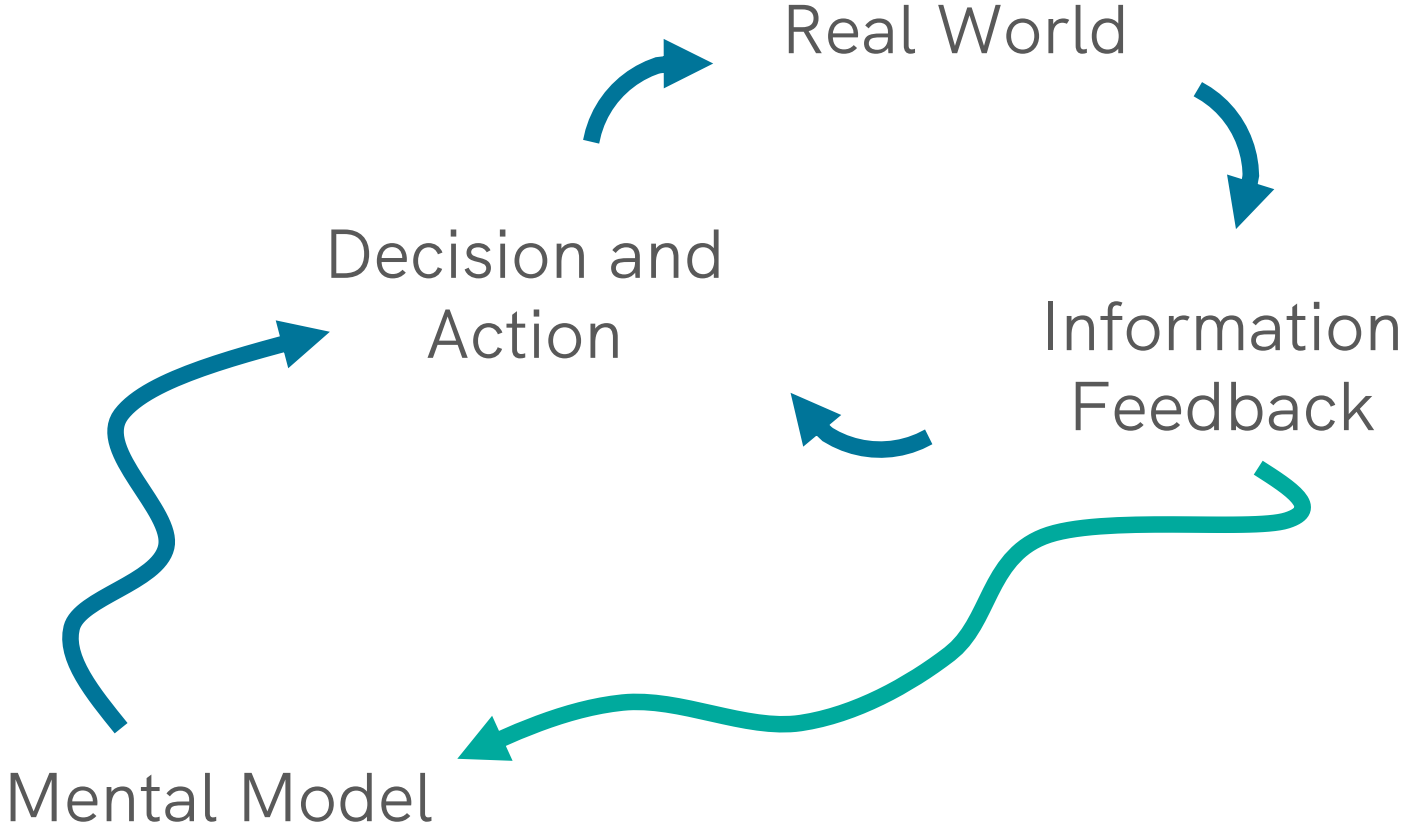 Real World
Decision and
Action
Information
Feedback
Mental Model